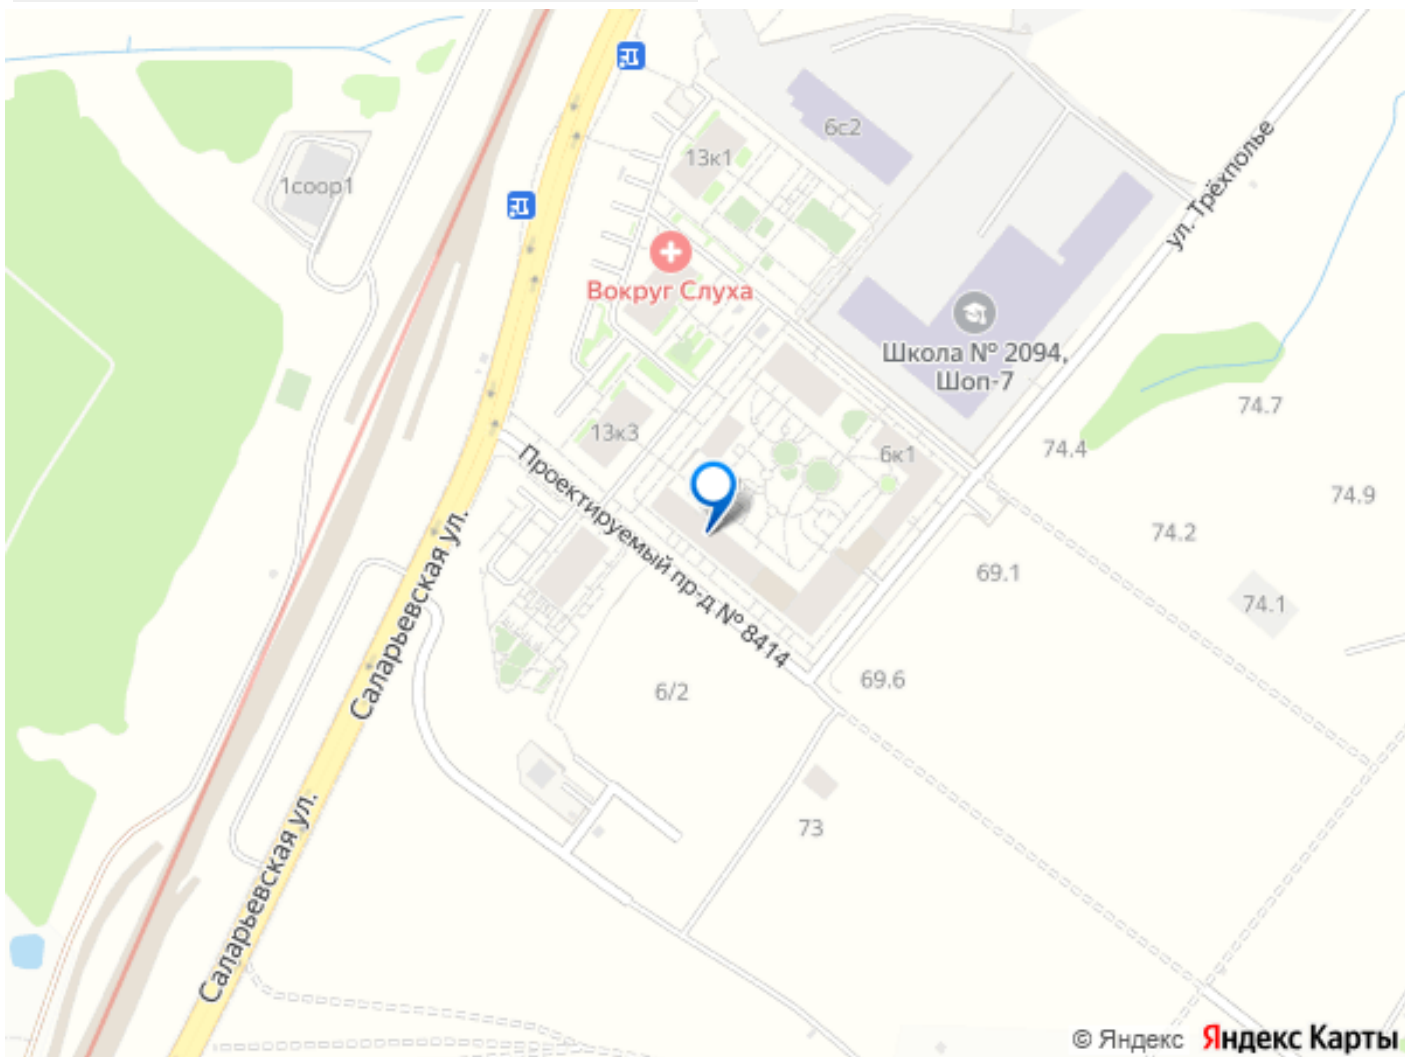 6с2
13к1
1соор1
ул. Трёхполье
Вокруг Слуха
Школа № 2094,
Шоп-7
74.7
13к3
6к1
74.4
Проектируемый пр-д № 8414
74.9
74.2
69.1
74.1
Саларьевская ул.
69.6
6/2
73
Саларьевская ул.
© Яндекс Яндекс Карты